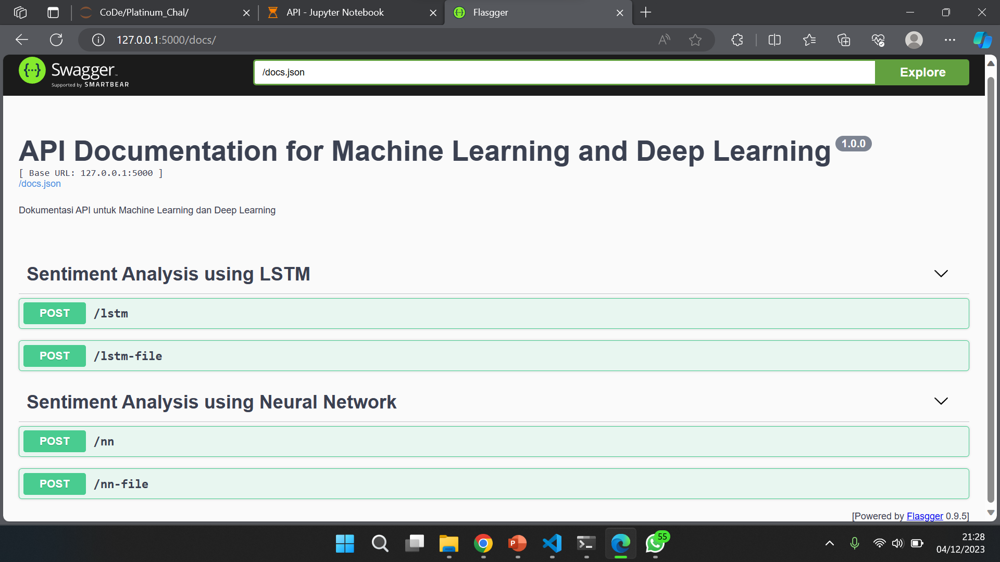 CoDe/Platinum_Chal/
API - Jupyter Notebook
Flasgger
127.0.0.1:5000/docs/
{···} Swagger™
Supported by SMARTBEAR
/docs.json
Explore
API Documentation for Machine Learning and Deep Learning 1.0.0
[ Base URL: 127.0.0.1:5000 ]
/docs.json
Dokumentasi API untuk Machine Learning dan Deep Learning
Sentiment Analysis using LSTM
POST /lstm
POST /lstm-file
Sentiment Analysis using Neural Network
POST /nn
POST /nn-file
[Powered by Flasgger 0.9.5]
P
55
21:28
04/12/2023